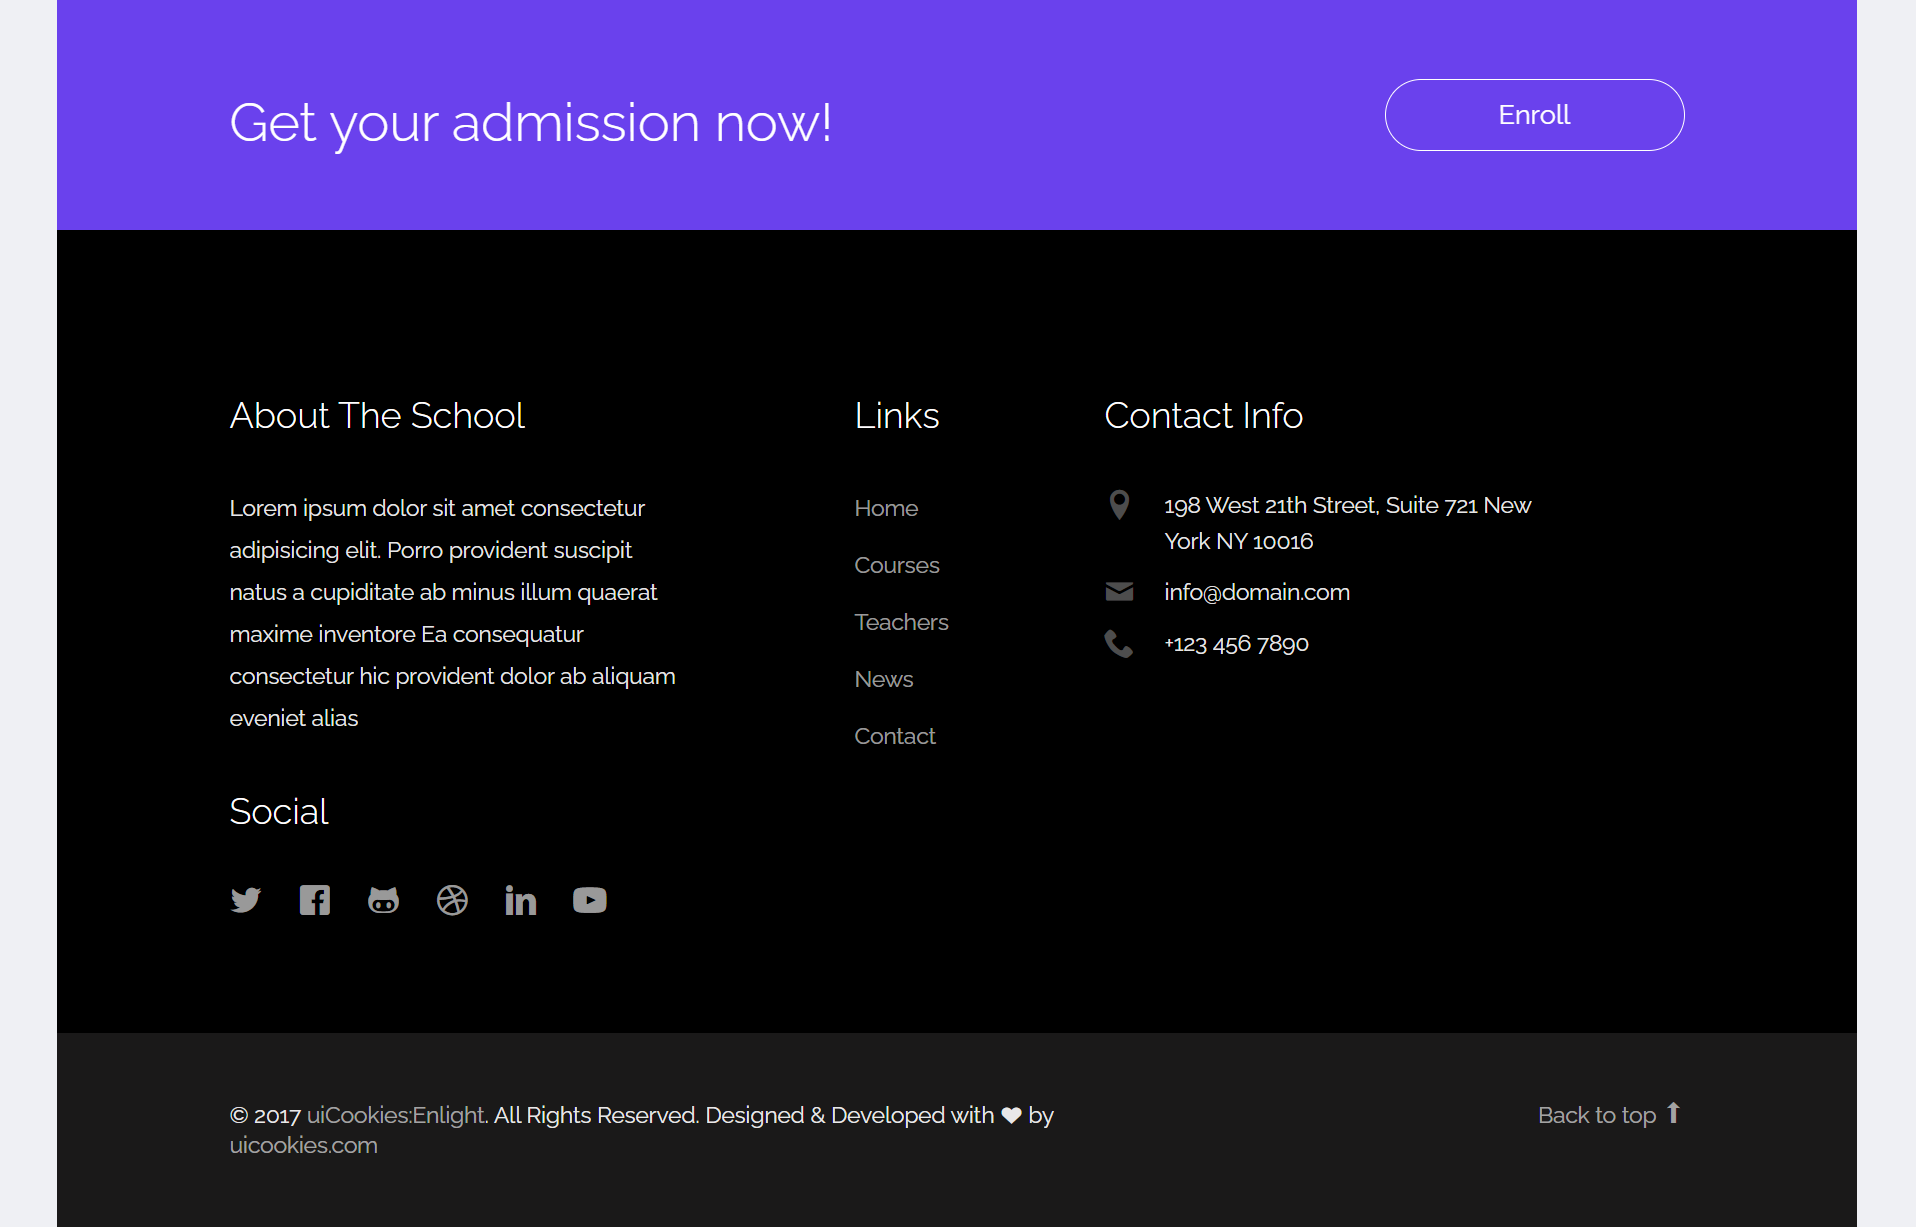 Get your admission now!
Enroll
About The School
Lorem ipsum dolor sit amet consectetur
adipisicing elit. Porro provident suscipit
natus a cupiditate ab minus illum quaerat
maxime inventore Ea consequatur
consectetur hic provident dolor ab aliquam
eveniet alias
Social
Links
Home
Courses
Teachers
News
Contact
Contact Info
198 West 21th Street, Suite 721 New
York NY 10016
info@domain.com
+123 456 7890
© 2017 uiCookies:Enlight. All Rights Reserved. Designed & Developed with ♥ by
uicookies.com
Back to top ⬆